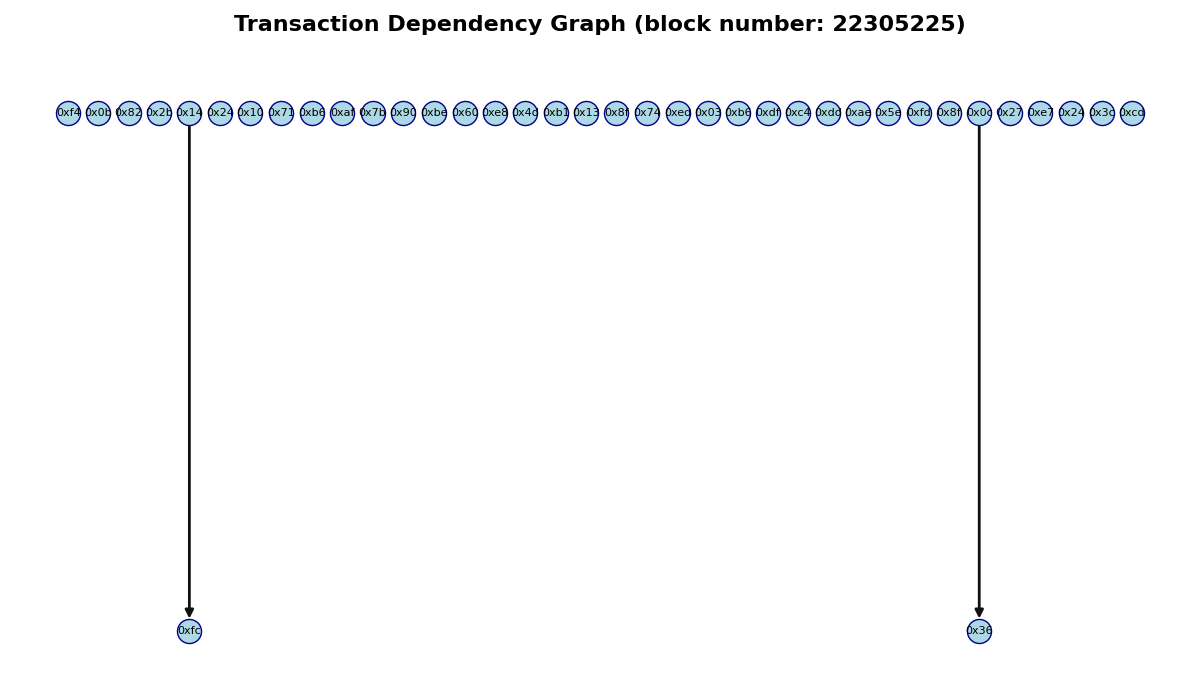 Transaction Dependency Graph (block number: 22305225)
0xf4 0x0b 0x82 0x2b 0x14 0x24 0x10 0x71 0xb6 0xaf 0x7b 0x90 0xbe 0x60 0xe8 0x4d 0xb1 0x13 0x8f 0x74 0xed 0x03 0xb6 0xdf 0xc4 0xdd 0xae 0x5e 0xfd 0x8f 0x0c 0x27 0xe7 0x24 0x3c 0xcd
0xfc 0x36